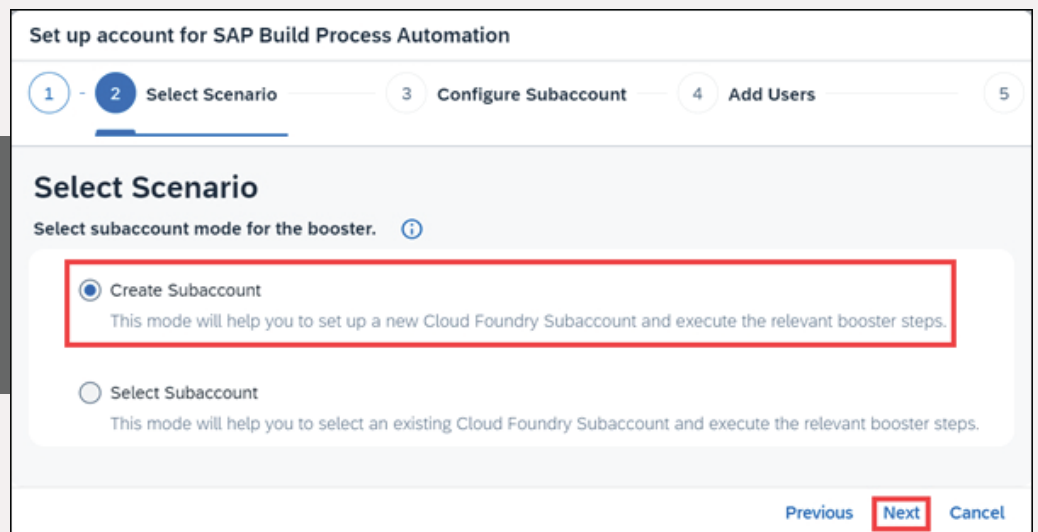 Set up account for SAP Build Process Automation
1 - 2 Select Scenario 3 Configure Subaccount 4 Add Users 5
Select Scenario
Select subaccount mode for the booster.
Create Subaccount
This mode will help you to set up a new Cloud Foundry Subaccount and execute the relevant booster steps.
Select Subaccount
This mode will help you to select an existing Cloud Foundry Subaccount and execute the relevant booster steps.
Previous Next Cancel